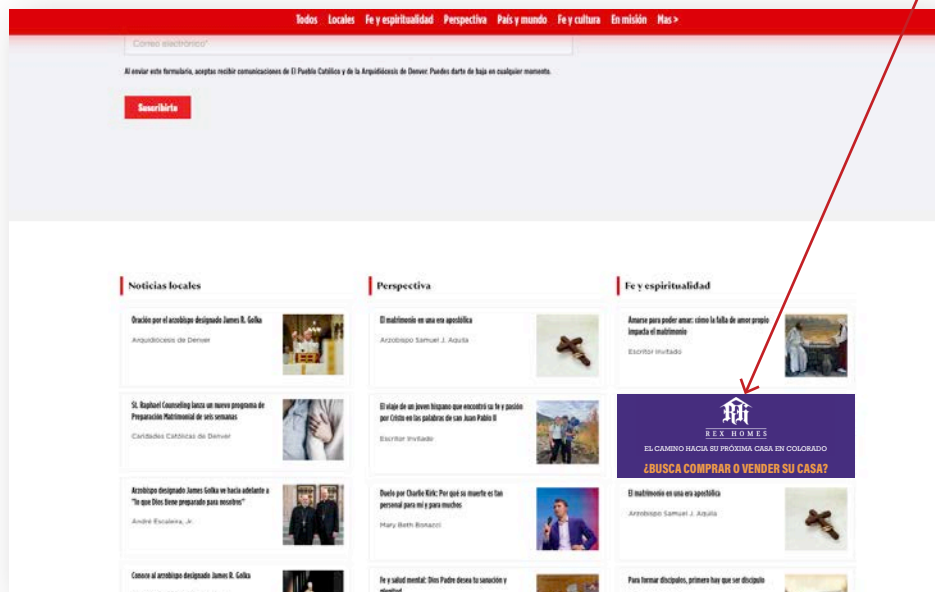 Todos Locales Fe y espiritualidad Perspectiva País y mundo Fe y cultura En misión Mas >
Correo electrónico*
Al enviar este formulario, aceptas recibir comunicaciones de El Pueblo Católico y de la Arquidiócesis de Denver. Puedes darte de baja en cualquier momento.
Suscribirte
Noticias locales
Oración por el arzobispo designado James R. Golka
Arquidiócesis de Denver
St. Raphael Counseling lanza un nuevo programa de
Preparación Matrimonial de seis semanas
Caridades Católicas de Denver
Arzobispo designado James Golka ve hacia adelante a
"lo que Dios tiene preparado para nosotros"
André Escaleira, Jr.
Conoce al arzobispo designado James R. Golka
Perspectiva
El matrimonio en una era apostólica
Arzobispo Samuel J. Aquila
El viaje de un joven hispano que encontró su fe y pasión
por Cristo en las palabras de san Juan Pablo II
Escritor Invitado
Duelo por Charlie Kirk: Por qué su muerte es tan
personal para mí y para muchos
Mary Beth Bonacci
Fe y salud mental: Dios Padre desea tu sanación y
plenitud
Fe y espiritualidad
Amarse para poder amar: cómo la falta de amor propio
impacta el matrimonio
Escritor Invitado
RH
REX HOMES
EL CAMINO HACIA SU PRÓXIMA CASA EN COLORADO
¿BUSCA COMPRAR O VENDER SU CASA?
El matrimonio en una era apostólica
Arzobispo Samuel J. Aquila
Para formar discípulos, primero hay que ser discípulo